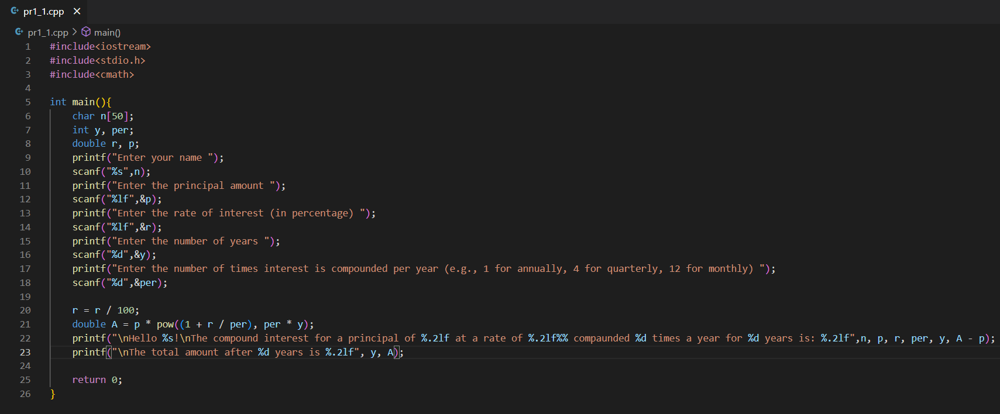 pr1_1.cpp
pr1_1.cpp > main()
1 #include<iostream>
2 #include<stdio.h>
3 #include<cmath>
4
5 int main(){
6 char n[50];
7 int y, per;
8 double r, p;
9 printf("Enter your name ");
10 scanf("%s",n);
11 printf("Enter the principal amount ");
12 scanf("%lf",&p);
13 printf("Enter the rate of interest (in percentage) ");
14 scanf("%lf",&r);
15 printf("Enter the number of years ");
16 scanf("%d",&y);
17 printf("Enter the number of times interest is compounded per year (e.g., 1 for annually, 4 for quarterly, 12 for monthly) ");
18 scanf("%d",&per);
19
20 r = r / 100;
21 double A = p * pow((1 + r / per), per * y);
22 printf("\nHello %s!\nThe compound interest for a principal of %.2lf at a rate of %.2lf%% compaunded %d times a year for %d years is: %.2lf",n, p, r, per, y, A - p);
23 printf("\nThe total amount after %d years is %.2lf", y, A);
24
25 return 0;
26 }